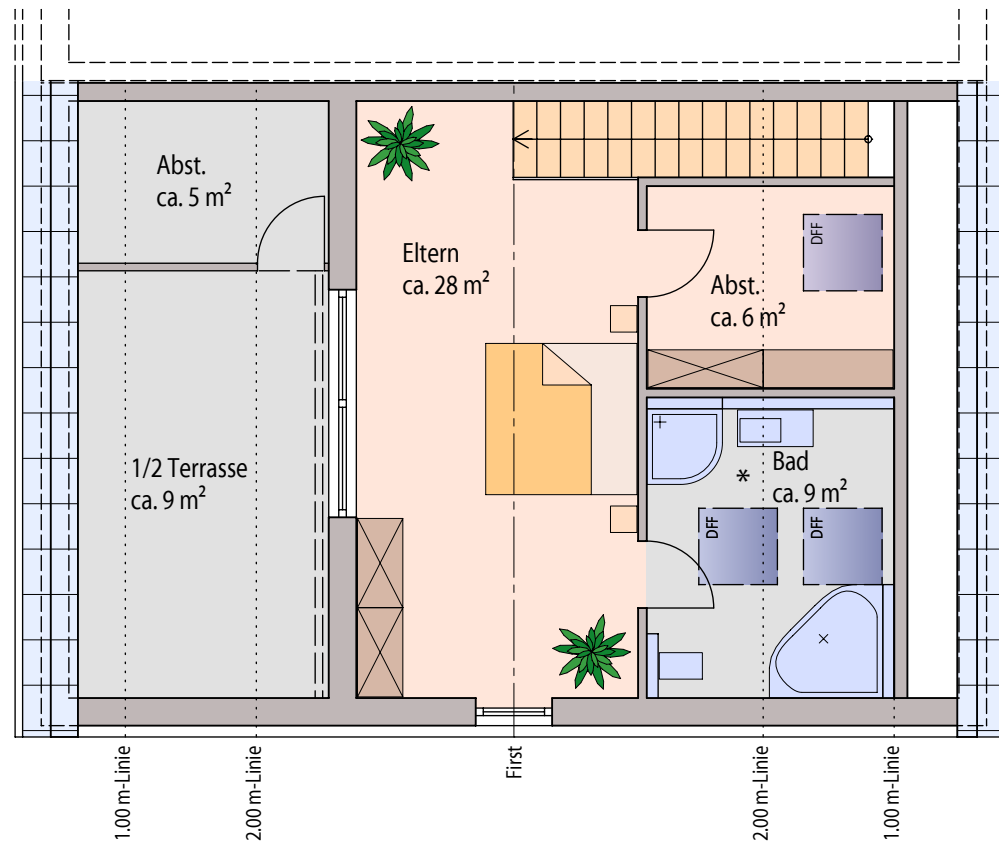 Abst.
ca. 5 m²
Eltern
ca. 28 m²
DFF
Abst.
ca. 6 m²
1/2 Terrasse
ca. 9 m²
*
Bad
ca. 9 m²
DFF
DFF
1.00 m-Linie
2.00 m-Linie
First
2.00 m-Linie
1.00 m-Linie